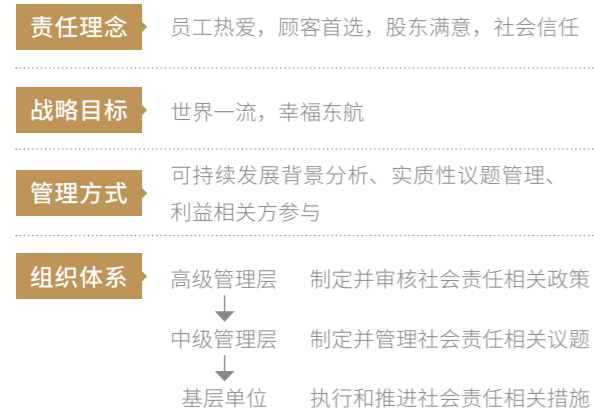 责任理念 员工热爱，顾客首选，股东满意，社会信任
战略目标 世界一流，幸福东航
管理方式 可持续发展背景分析、实质性议题管理、
利益相关方参与
组织体系 高级管理层 制定并审核社会责任相关政策
中级管理层 制定并管理社会责任相关议题
基层单位 执行和推进社会责任相关措施